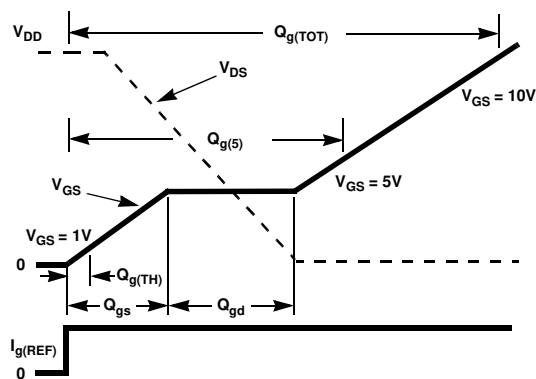 V_DD
Q_g(TOT)
V_DS
V_GS = 10V
Q_g(5)
V_GS
V_GS = 5V
V_GS = 1V
0
Q_g(TH)
Q_gs
Q_gd
I_g(REF)
0